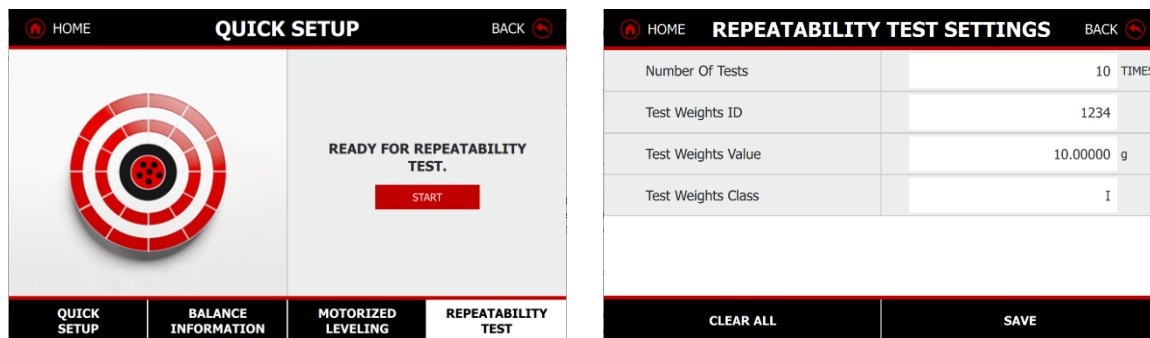 HOME QUICK SETUP BACK
READY FOR REPEATABILITY
TEST.
START
QUICK
SETUP
BALANCE
INFORMATION
MOTORIZED
LEVELING
REPEATABILITY
TEST
HOME REPEATABILITY TEST SETTINGS BACK
Number Of Tests 10 TIMES
Test Weights ID 1234
Test Weights Value 10.00000 g
Test Weights Class I
CLEAR ALL SAVE